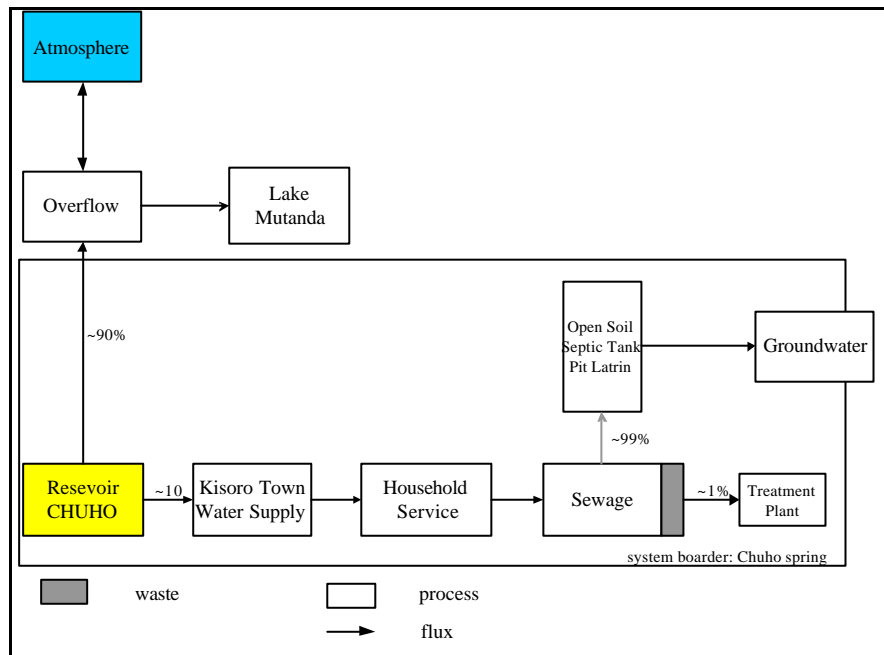 Atmosphere
Overflow
Lake
Mutanda
~90%
Open Soil
Septic Tank
Pit Latrin
Groundwater
~99%
Resevoir
CHUHO
~10
Kisoro Town
Water Supply
Household
Service
Sewage
~1%
Treatment
Plant
system boarder: Chuho spring
waste
process
flux